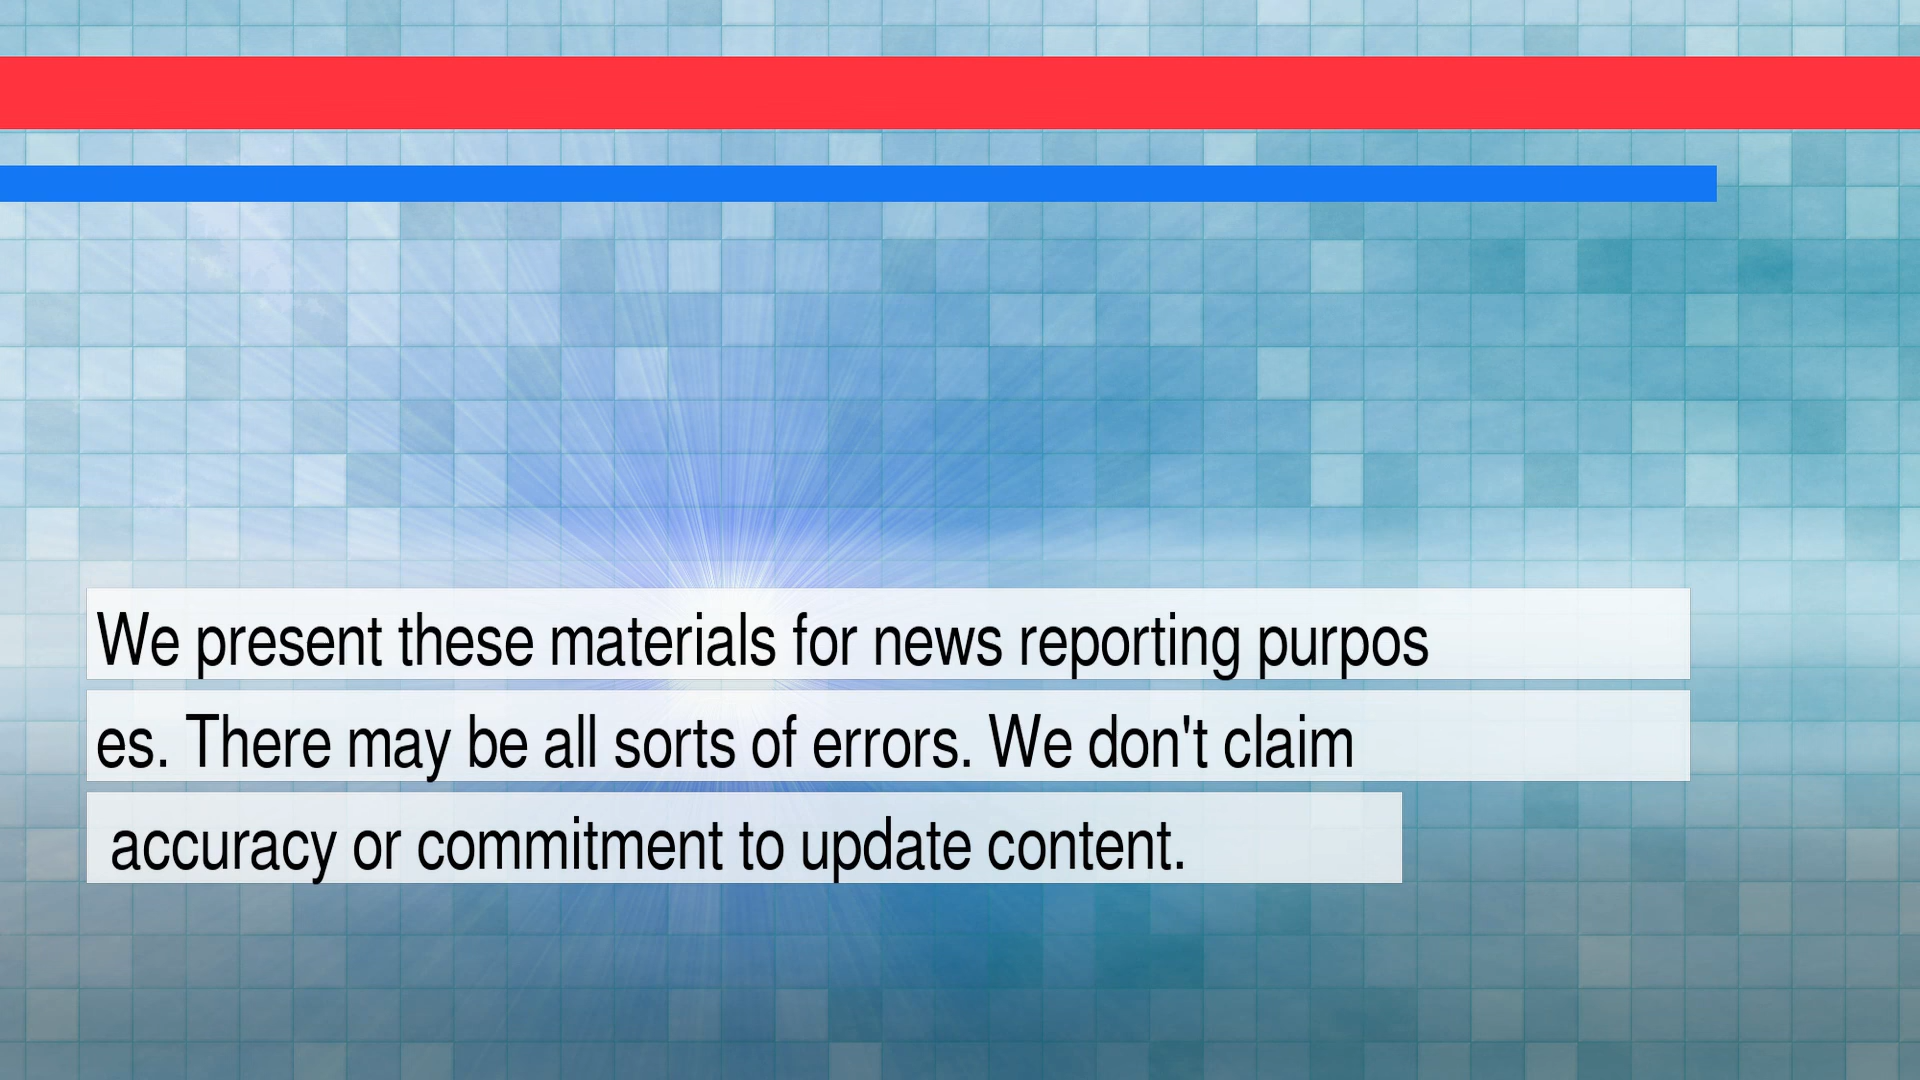 We present these materials for news reporting purpos
es. There may be all sorts of errors. We don't claim
accuracy or commitment to update content.